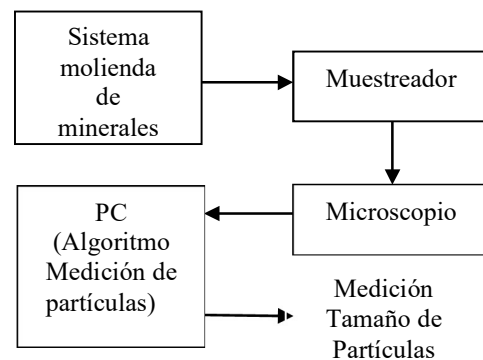 Sistema
molienda
de
minerales
Muestreador
Microscopio
PC
(Algoritmo
Medición de
partículas)
Medición
Tamaño de
Partículas